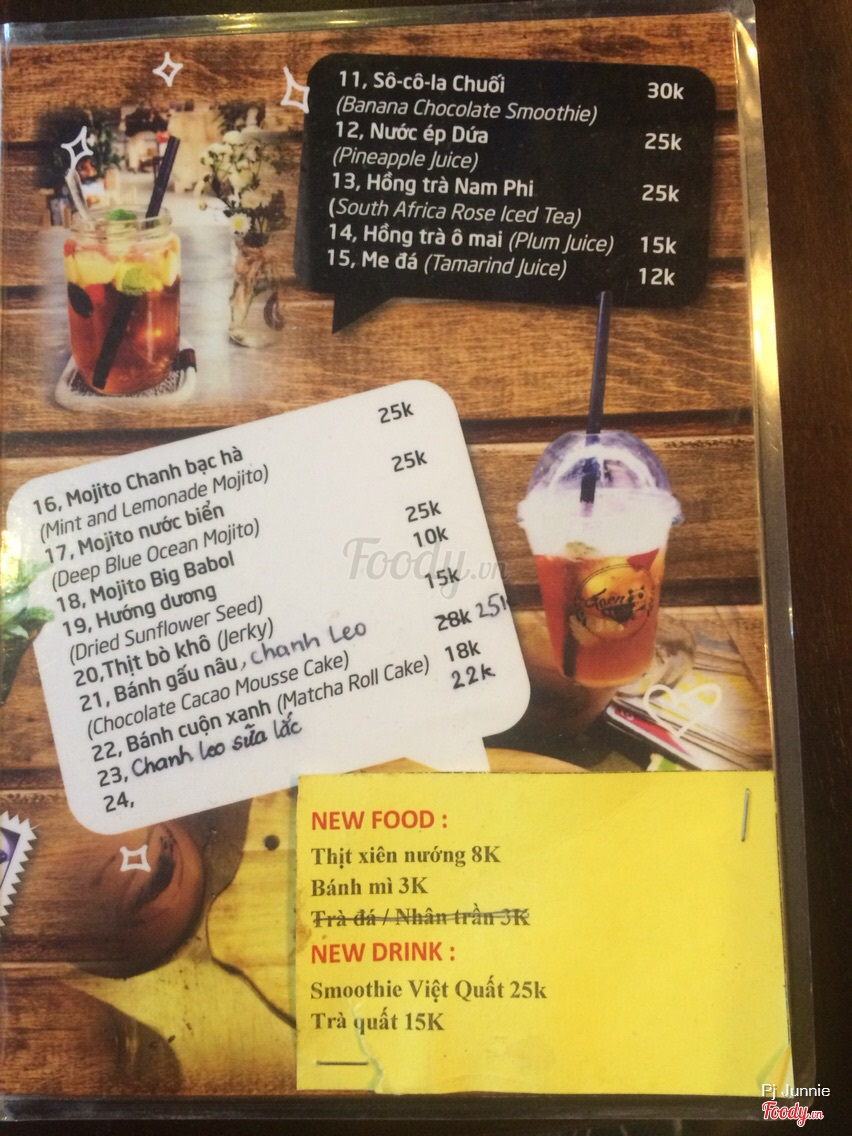 11, Sô-cô-la Chuối 30k
(Banana Chocolate Smoothie)
12, Nước ép Dứa 25k
(Pineapple Juice)
13, Hồng trà Nam Phi 25k
(South Africa Rose Iced Tea)
14, Hồng trà ô mai (Plum Juice) 15k
15, Me đá (Tamarind Juice) 12k
16, Mojito Chanh bạc hà 25k
(Mint and Lemonade Mojito)
17, Mojito nước biển 25k
(Deep Blue Ocean Mojito)
18, Mojito Big Babol 25k
19, Hướng dương 10k
(Dried Sunflower Seed)
20,Thịt bò khô (Jerky) 15k
21, Bánh gấu nâu, chanh leo 28k 25k
(Chocolate Cacao Mousse Cake)
22, Bánh cuộn xanh (Matcha Roll Cake) 18k
23, Chanh leo sữa lắc 22k
24,
Foody.vn
NEW FOOD :
Thịt xiên nướng 8K
Bánh mì 3K
Trà đá / Nhân trần 3K
NEW DRINK :
Smoothie Việt Quất 25k
Trà quất 15K
Pj Junnie
Foody.vn